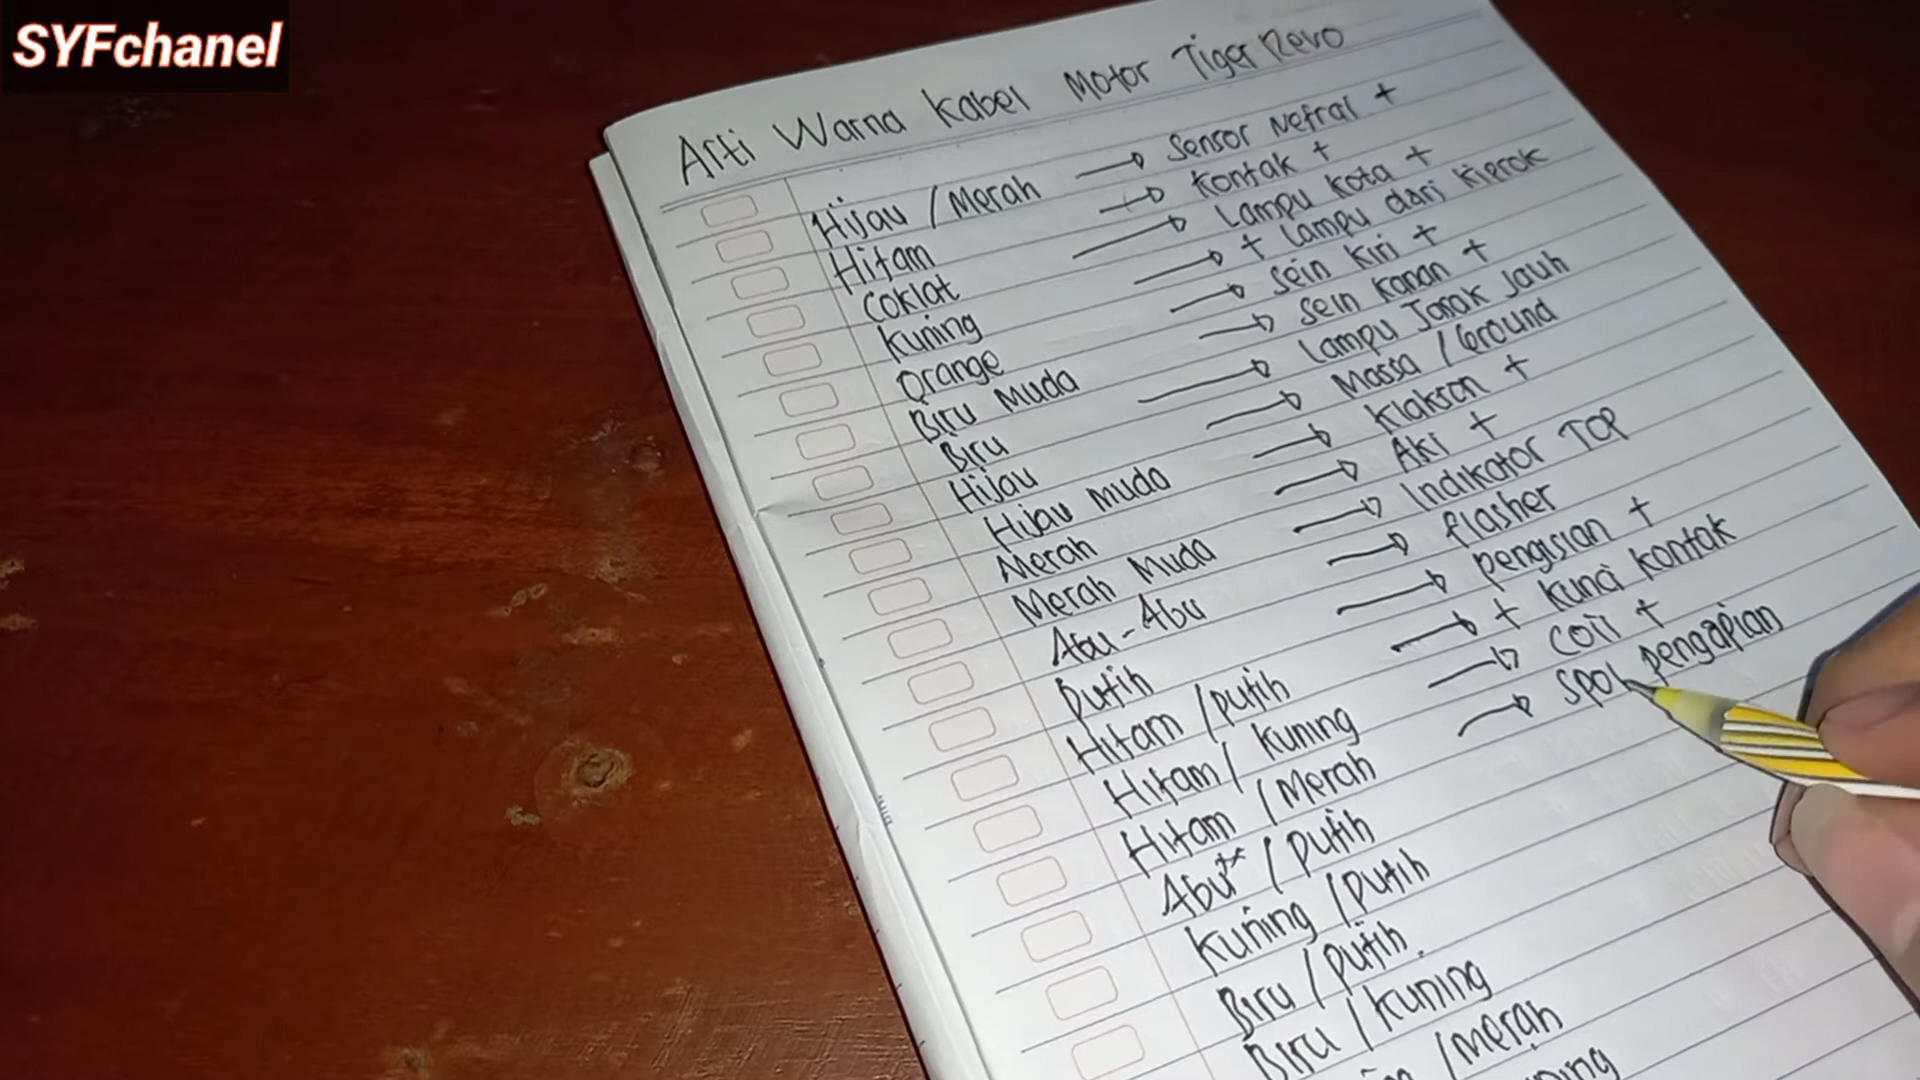 SYFchanel
Arti Warna Kabel Motor Tiger Revo
Hijau / Merah → Sensor Netral +
Hitam → Kontak +
Coklat → Lampu Kota +
Kuning → + Lampu dari Kiprok
Orange → Sein Kiri +
Biru Muda → Sein Kanan +
Biru → Lampu Jarak Jauh
Hijau → Massa / Ground
Hijau muda → Klakson +
Merah → Aki +
Merah Muda → Indikator TOP
Abu-Abu → flasher
Putih → pengisian +
Hitam / putih → + Kunci Kontak
Hitam / Kuning → Coil +
Hitam / Merah → Spol pengapian
Abu² / putih
Kuning / putih
Biru / putih
Biru / Kuning
/ Merah